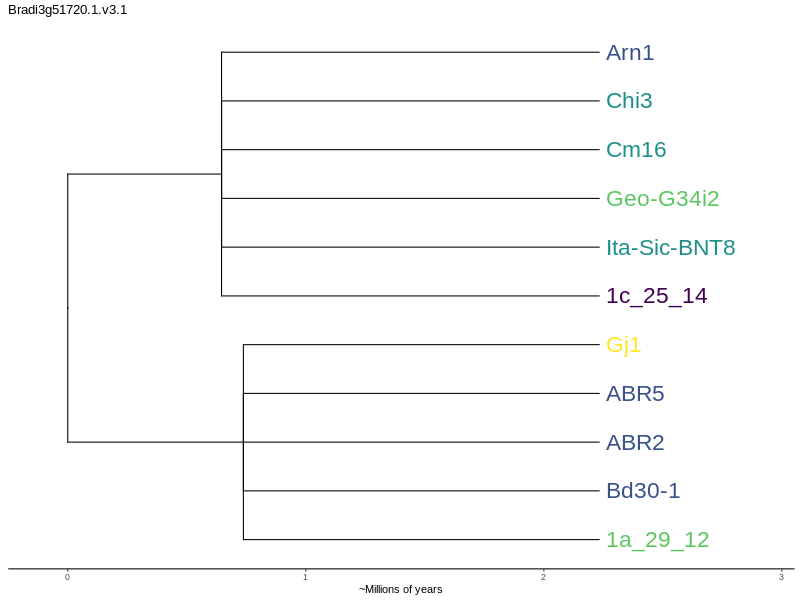 Bradi3g51720.1.v3.1
Arn1
Chi3
Cm16
Geo-G34i2
Ita-Sic-BNT8
1c_25_14
Gj1
ABR5
ABR2
Bd30-1
1a_29_12
0 1 2 3
~Millions of years